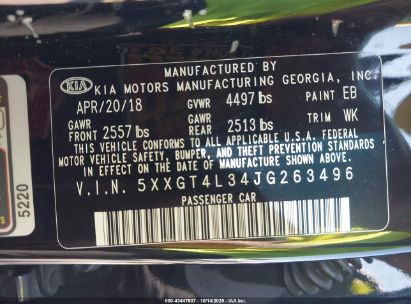 MANUFACTURED BY
KIA KIA MOTORS MANUFACTURING GEORGIA, INC.
APR/20/18 GVWR 4497 lbs PAINT EB
GAWR GAWR
FRONT 2557 lbs REAR 2513 lbs TRIM WK
THIS VEHICLE CONFORMS TO ALL APPLICABLE U.S.A. FEDERAL
MOTOR VEHICLE SAFETY, BUMPER, AND THEFT PREVENTION STANDARDS
IN EFFECT ON THE DATE OF MANUFACTURE SHOWN ABOVE.
V.I.N. 5XXGT4L34JG263496
PASSENGER CAR
5220